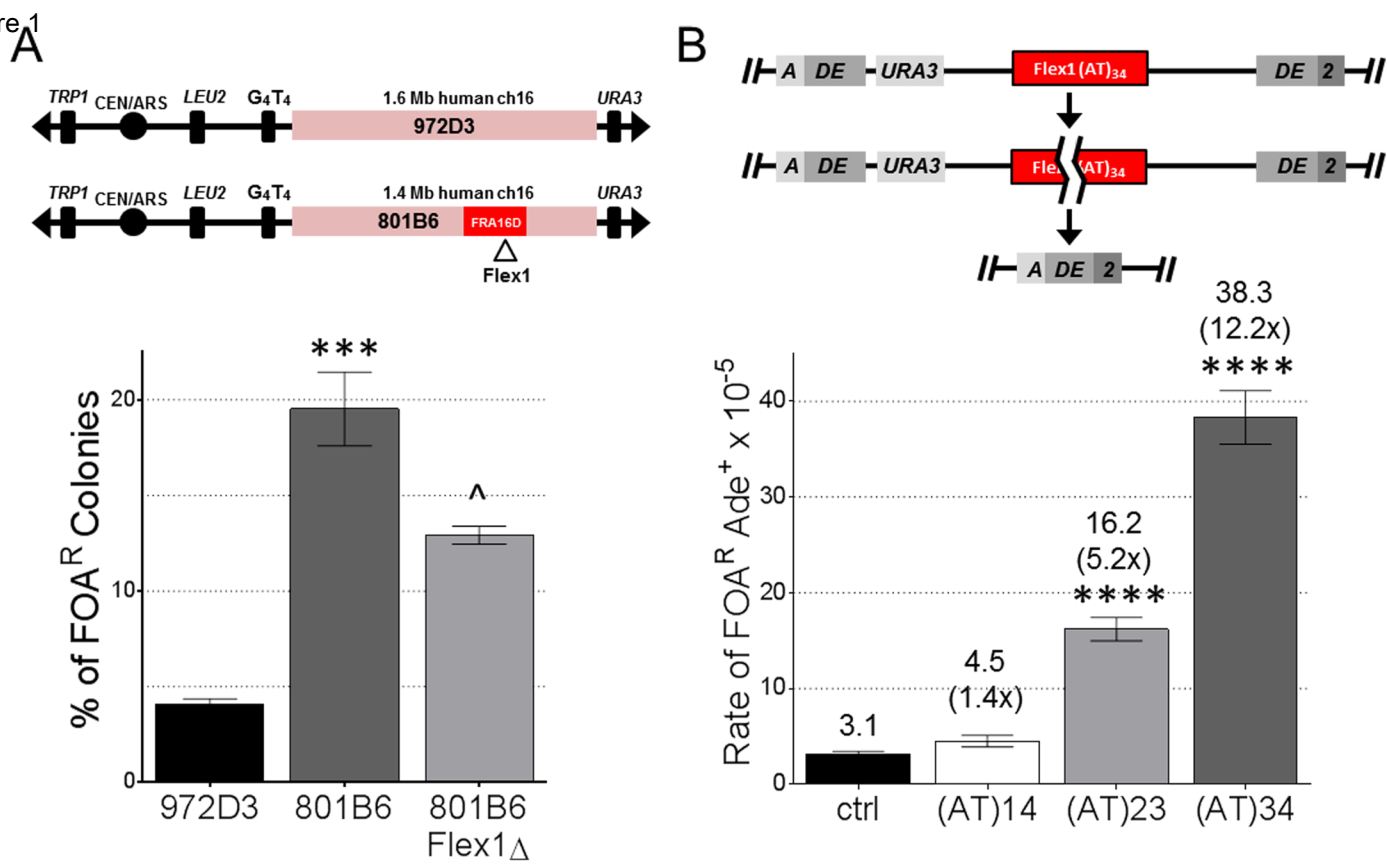 re 1
A
TRP1 CEN/ARS LEU2 G4T4 1.6 Mb human ch16 URA3
972D3
TRP1 CEN/ARS LEU2 G4T4 1.4 Mb human ch16 URA3
801B6 FRA16D
Flex1
% of FOAR Colonies
20
10
0
***
^
972D3 801B6 801B6
Flex1Δ
B
A DE URA3 Flex1 (AT)34 DE 2
A DE URA3 Fle (AT)34 DE 2
A DE 2
Rate of FOAR Ade+ x 10-5
40
30
20
10
0
3.1
4.5
(1.4x)
16.2
(5.2x)
****
38.3
(12.2x)
****
ctrl (AT)14 (AT)23 (AT)34